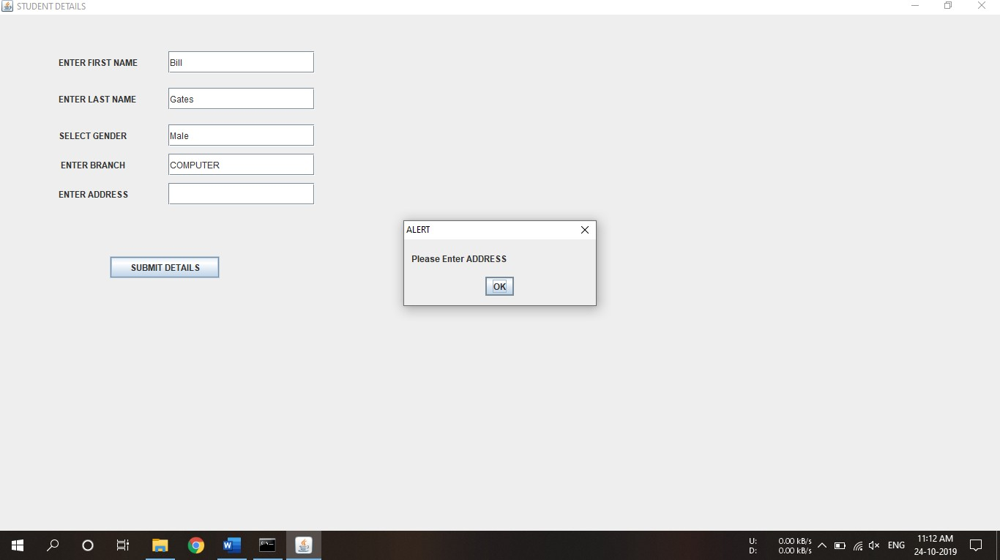 STUDENT DETAILS
ENTER FIRST NAME Bill
ENTER LAST NAME Gates
SELECT GENDER Male
ENTER BRANCH COMPUTER
ENTER ADDRESS
SUBMIT DETAILS
ALERT
Please Enter ADDRESS
OK
U: 0.00 kB/s
D: 0.00 kB/s
ENG
11:12 AM
24-10-2019